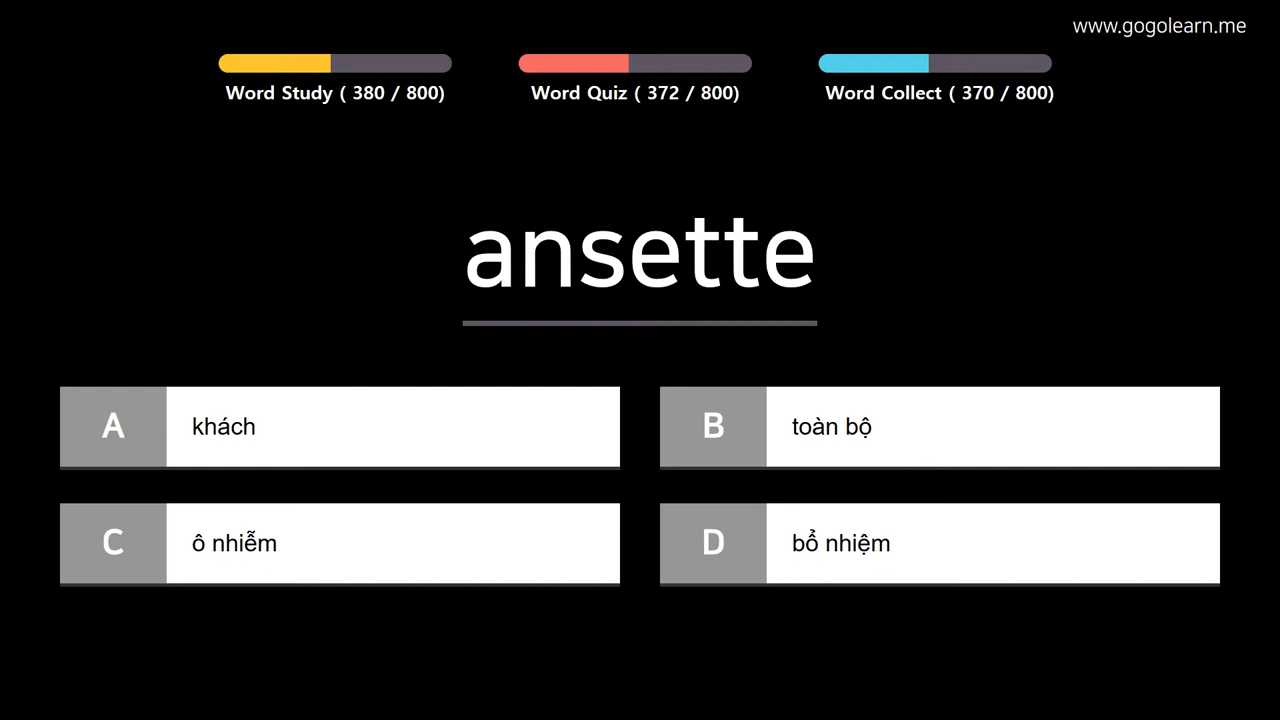 www.gogolearn.me
Word Study ( 380 / 800)
Word Quiz ( 372 / 800)
Word Collect ( 370 / 800)
ansette
A khách
B toàn bộ
C ô nhiễm
D bổ nhiệm